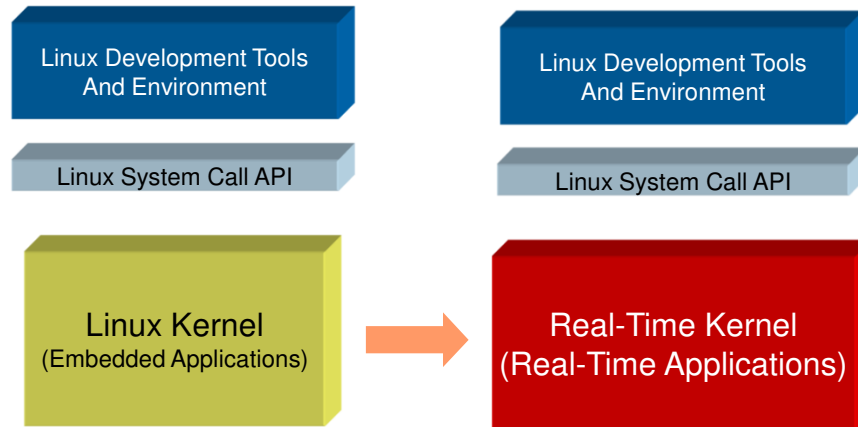 Linux Development Tools
And Environment
Linux System Call API
Linux Kernel
(Embedded Applications)
Linux Development Tools
And Environment
Linux System Call API
Real-Time Kernel
(Real-Time Applications)